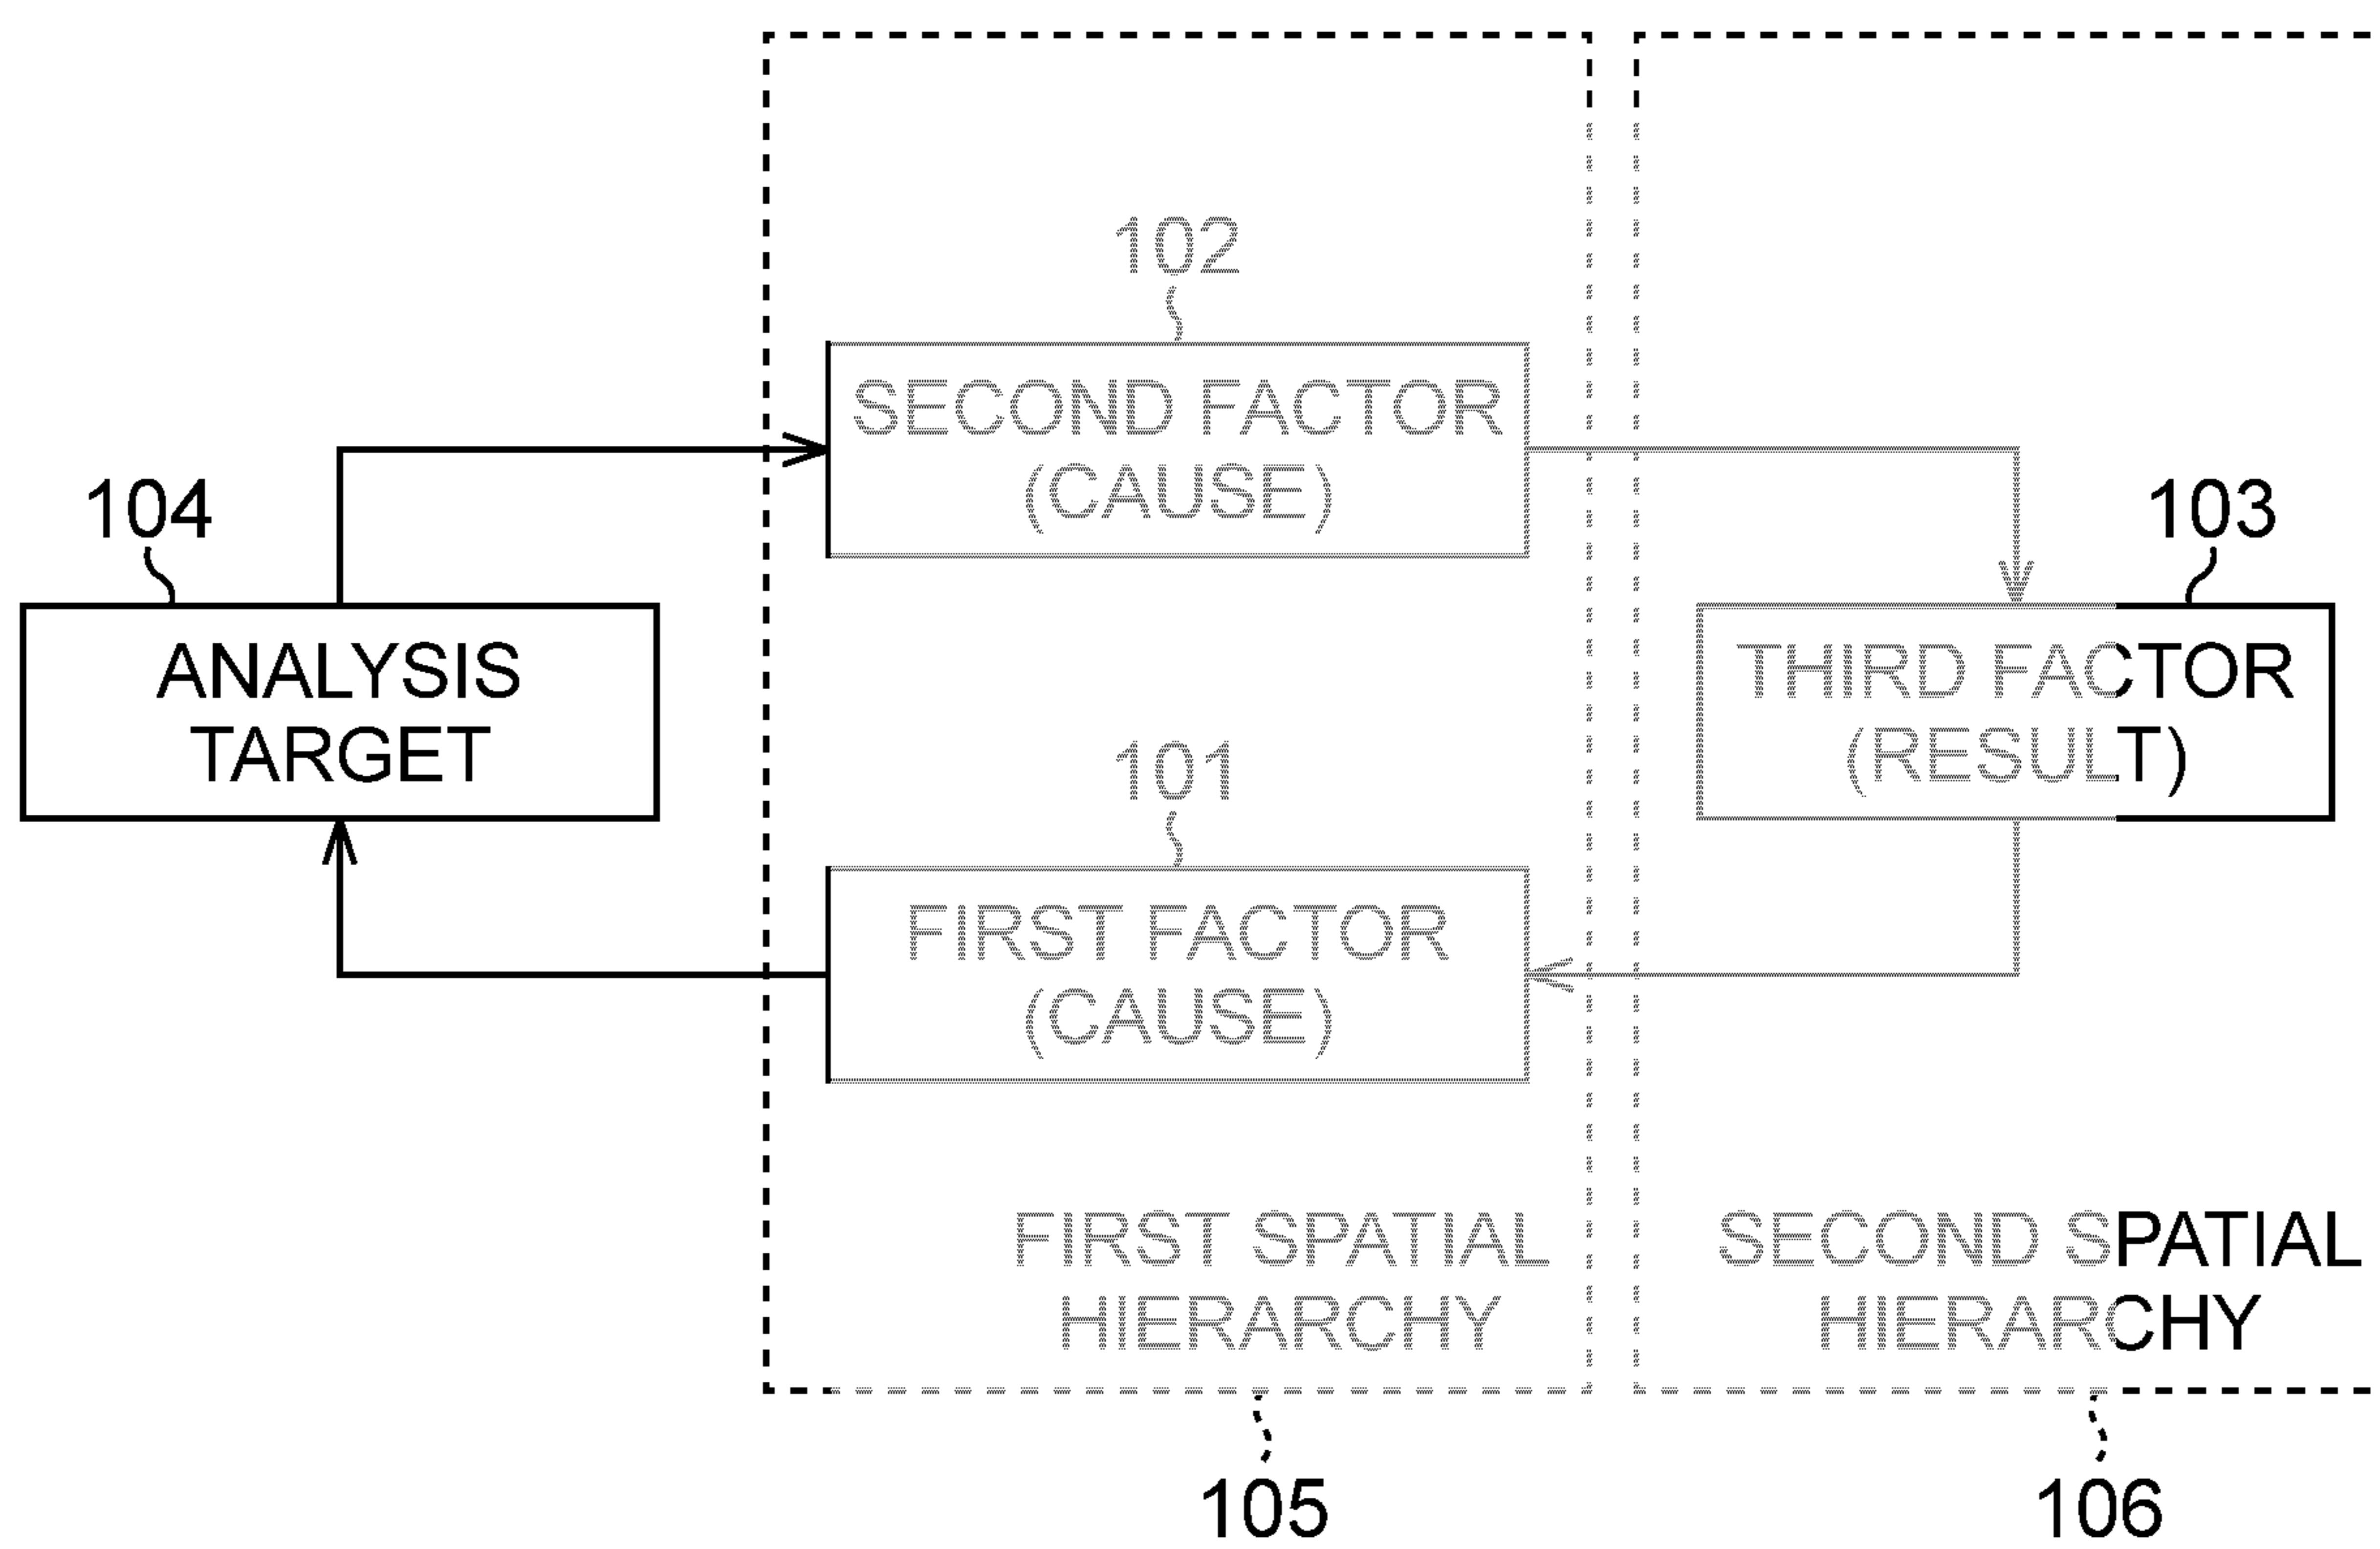 102
SECOND FACTOR
(CAUSE)
104
ANALYSIS
TARGET
103
THIRD FACTOR
(RESULT)
101
FIRST FACTOR
(CAUSE)
FIRST SPATIAL
HIERARCHY
SECOND SPATIAL
HIERARCHY
105
106